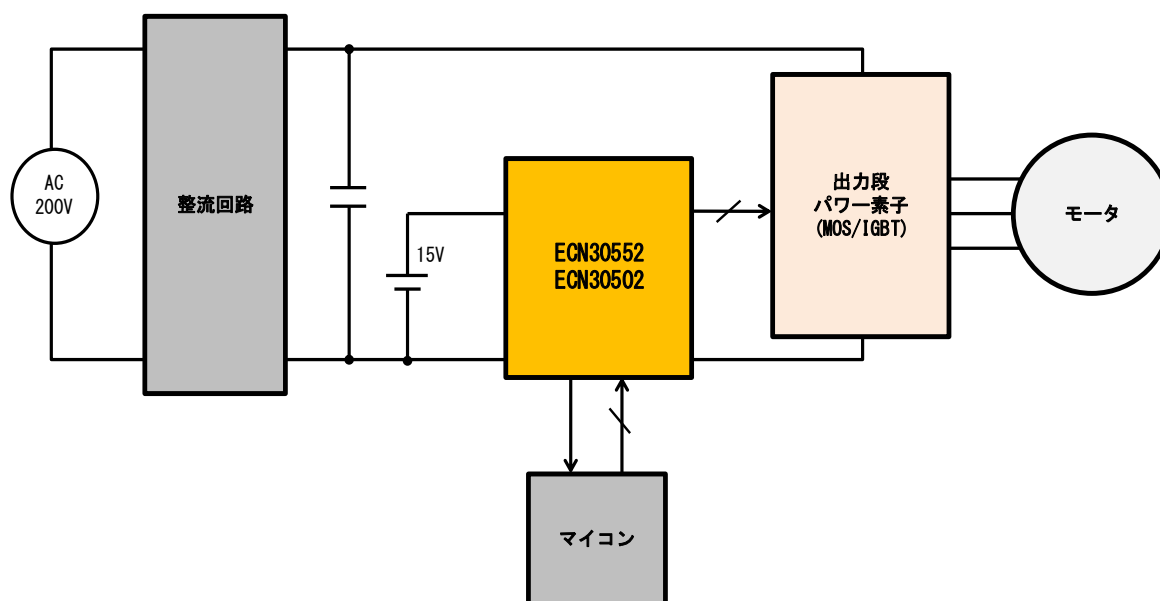 AC
200V
整流回路
15V
ECN30552
ECN30502
出力段
パワー素子
(MOS/IGBT)
モータ
マイコン